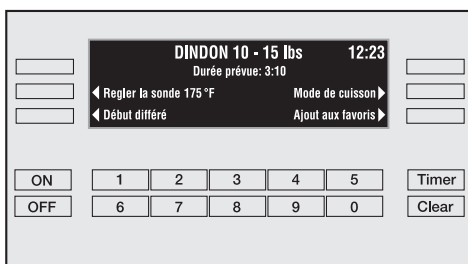 DINDON 10 - 15 lbs 12:23
Durée prévue: 3:10
Regler la sonde 175°F Mode de cuisson
Début différé Ajout aux favoris
ON 1 2 3 4 5 Timer
OFF 6 7 8 9 0 Clear